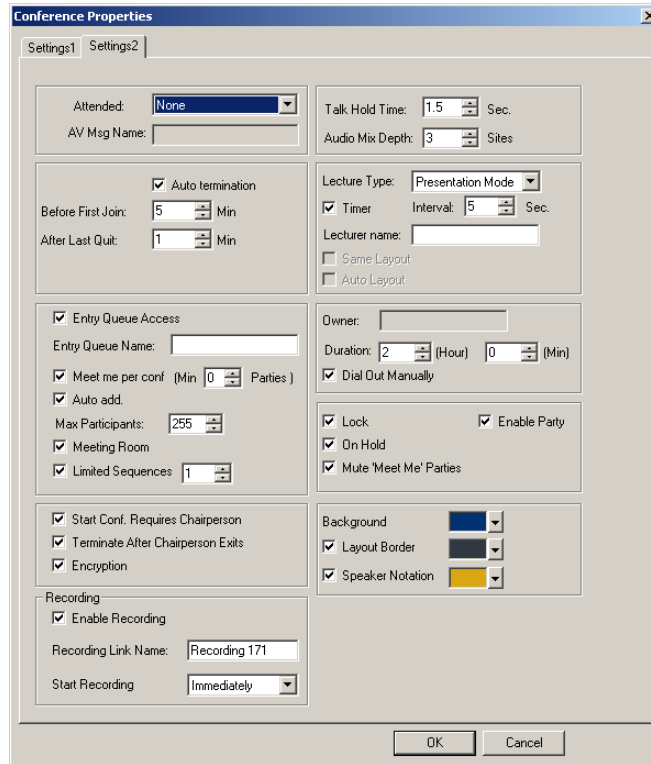 Conference Properties
Settings1 Settings2
Attended: None
AV Msg Name:
Talk Hold Time: 1.5 Sec.
Audio Mix Depth: 3 Sites
Auto termination
Before First Join: 5 Min
After Last Quit: 1 Min
Lecture Type: Presentation Mode
Timer Interval: 5 Sec.
Lecturer name:
Same Layout
Auto Layout
Entry Queue Access
Entry Queue Name:
Meet me per conf (Min 0 Parties )
Auto add.
Max Participants: 255
Meeting Room
Limited Sequences 1
Owner:
Duration: 2 (Hour) 0 (Min)
Dial Out Manually
Lock Enable Party
On Hold
Mute 'Meet Me' Parties
Start Conf. Requires Chairperson
Terminate After Chairperson Exits
Encryption
Background
Layout Border
Speaker Notation
Recording
Enable Recording
Recording Link Name: Recording 171
Start Recording Immediately
OK Cancel